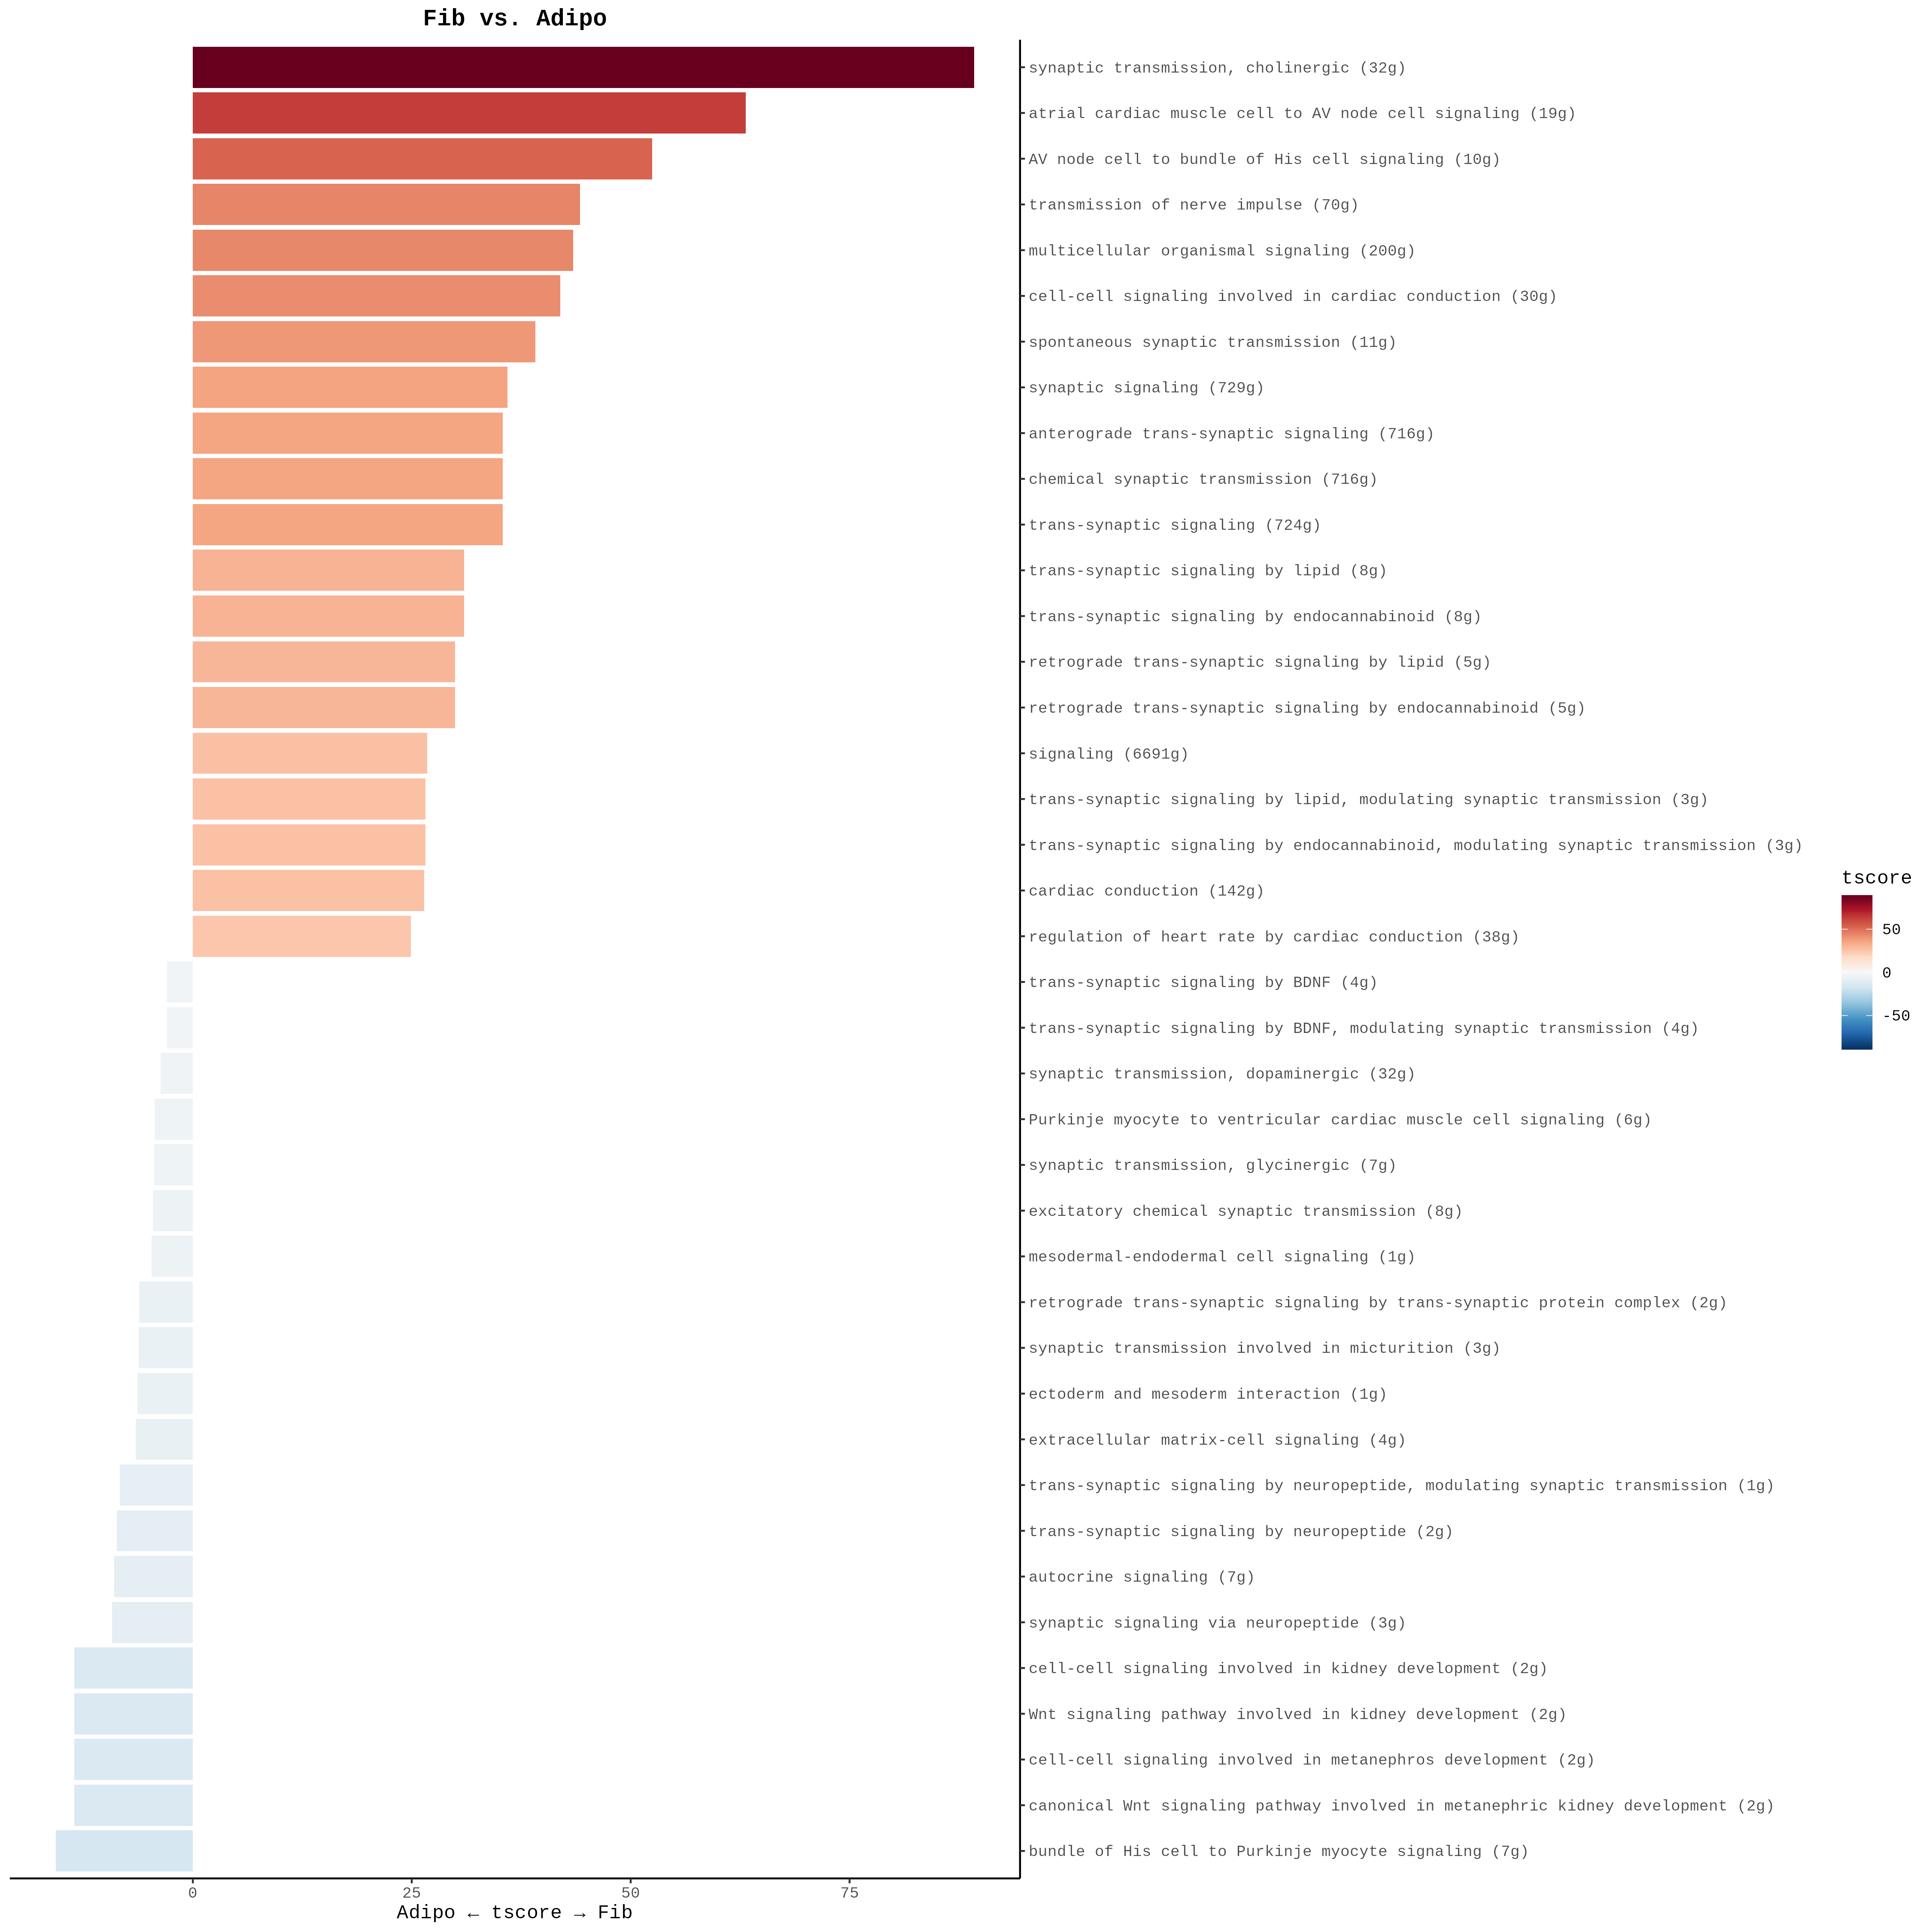 Fib vs. Adipo
synaptic transmission, cholinergic (32g)
atrial cardiac muscle cell to AV node cell signaling (19g)
AV node cell to bundle of His cell signaling (10g)
transmission of nerve impulse (70g)
multicellular organismal signaling (200g)
cell-cell signaling involved in cardiac conduction (30g)
spontaneous synaptic transmission (11g)
synaptic signaling (729g)
anterograde trans-synaptic signaling (716g)
chemical synaptic transmission (716g)
trans-synaptic signaling (724g)
trans-synaptic signaling by lipid (8g)
trans-synaptic signaling by endocannabinoid (8g)
retrograde trans-synaptic signaling by lipid (5g)
retrograde trans-synaptic signaling by endocannabinoid (5g)
signaling (6691g)
trans-synaptic signaling by lipid, modulating synaptic transmission (3g)
trans-synaptic signaling by endocannabinoid, modulating synaptic transmission (3g)
cardiac conduction (142g)
regulation of heart rate by cardiac conduction (38g)
trans-synaptic signaling by BDNF (4g)
trans-synaptic signaling by BDNF, modulating synaptic transmission (4g)
synaptic transmission, dopaminergic (32g)
Purkinje myocyte to ventricular cardiac muscle cell signaling (6g)
synaptic transmission, glycinergic (7g)
excitatory chemical synaptic transmission (8g)
mesodermal-endodermal cell signaling (1g)
retrograde trans-synaptic signaling by trans-synaptic protein complex (2g)
synaptic transmission involved in micturition (3g)
ectoderm and mesoderm interaction (1g)
extracellular matrix-cell signaling (4g)
trans-synaptic signaling by neuropeptide, modulating synaptic transmission (1g)
trans-synaptic signaling by neuropeptide (2g)
autocrine signaling (7g)
synaptic signaling via neuropeptide (3g)
cell-cell signaling involved in kidney development (2g)
Wnt signaling pathway involved in kidney development (2g)
cell-cell signaling involved in metanephros development (2g)
canonical Wnt signaling pathway involved in metanephric kidney development (2g)
bundle of His cell to Purkinje myocyte signaling (7g)
0 25 50 75
Adipo ← tscore → Fib
tscore
50
0
-50